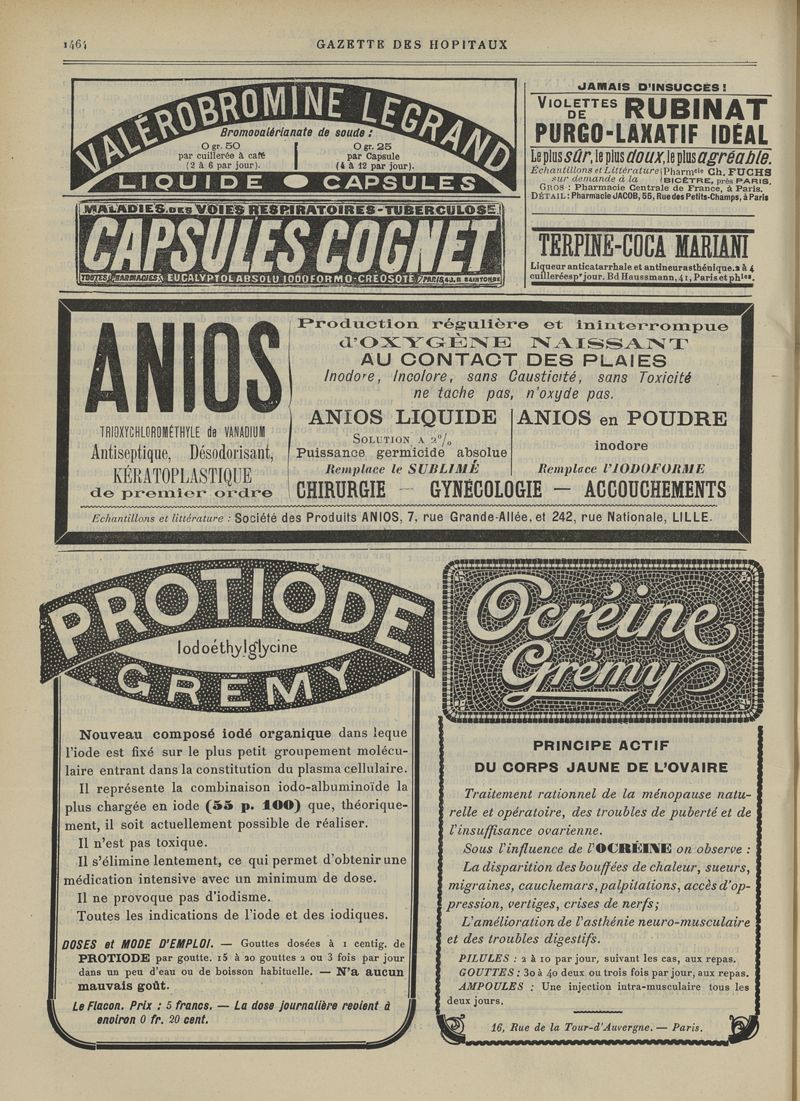 1464
GAZETTE DES HOPITAUX
VALÉROBROMINE LEGRAND
Bromovalérianate de soude :
0 gr. 50
par cuillerée à café
(2 à 6 par jour).
0 gr. 25
par Capsule
(4 à 12 par jour).
LIQUIDE CAPSULES
MALADIES DES VOIES RESPIRATOIRES - TUBERCULOSE
CAPSULES COGNET
TOUTES PHARMACIES EUCALYPTOL ABSOLU IODOFORMO-CRÉOSOTÉ PARIS, 43, R. SAINTONGE
JAMAIS D'INSUCCÈS !
VIOLETTES DE RUBINAT
PURGO-LAXATIF IDÉAL
Le plus sûr, le plus doux, le plus agréable.
Échantillons et Littérature Pharmcie Ch. FUCHS
sur demande à la BICÊTRE, près PARIS.
GROS : Pharmacie Centrale de France, à Paris.
DÉTAIL : Pharmacie JACOB, 55, Rue des Petits-Champs, à Paris
TERPINE-COCA MARIANI
Liqueur anticatarrhale et antineurasthénique. 2 à 4
cuillerées pr jour. Bd Haussmann, 41, Paris et phies.
ANIOS
TRIOXYCHLOROMÉTHYLE de VANADIUM
Antiseptique, Désodorisant,
KÉRATOPLASTIQUE
de premier ordre
Production régulière et ininterrompue
d'OXYGÈNE NAISSANT
AU CONTACT DES PLAIES
Inodore, Incolore, sans Causticité, sans Toxicité
ne tache pas, n'oxyde pas.
ANIOS LIQUIDE
SOLUTION A 2%
Puissance germicide absolue
Remplace le SUBLIMÉ
ANIOS en POUDRE
inodore
Remplace l'IODOFORME
CHIRURGIE — GYNÉCOLOGIE — ACCOUCHEMENTS
Echantillons et littérature : Société des Produits ANIOS, 7, rue Grande-Allée, et 242, rue Nationale, LILLE.
PROTIODE
Iodoéthylglycine
GRÉMY
Nouveau composé iodé organique dans leque
l'iode est fixé sur le plus petit groupement molécu-
laire entrant dans la constitution du plasma cellulaire.
Il représente la combinaison iodo-albuminoïde la
plus chargée en iode (55 p. 100) que, théorique-
ment, il soit actuellement possible de réaliser.
Il n'est pas toxique.
Il s'élimine lentement, ce qui permet d'obtenir une
médication intensive avec un minimum de dose.
Il ne provoque pas d'iodisme.
Toutes les indications de l'iode et des iodiques.
DOSES et MODE D'EMPLOI. — Gouttes dosées à 1 centig. de
PROTIODE par goutte. 15 à 20 gouttes 2 ou 3 fois par jour
dans un peu d'eau ou de boisson habituelle. — N'a aucun
mauvais goût.
Le Flacon. Prix : 5 francs. — La dose journalière revient à
environ 0 fr. 20 cent.
Ocréine
Grémy
PRINCIPE ACTIF
DU CORPS JAUNE DE L'OVAIRE
Traitement rationnel de la ménopause natu-
relle et opératoire, des troubles de puberté et de
l'insuffisance ovarienne.
Sous l'influence de l'OCRÉINE on observe :
La disparition des bouffées de chaleur, sueurs,
migraines, cauchemars, palpitations, accès d'op-
pression, vertiges, crises de nerfs;
L'amélioration de l'asthénie neuro-musculaire
et des troubles digestifs.
PILULES : 2 à 10 par jour, suivant les cas, aux repas.
GOUTTES : 30 à 40 deux ou trois fois par jour, aux repas.
AMPOULES : Une injection intra-musculaire tous les
deux jours.
16, Rue de la Tour-d'Auvergne. — Paris.